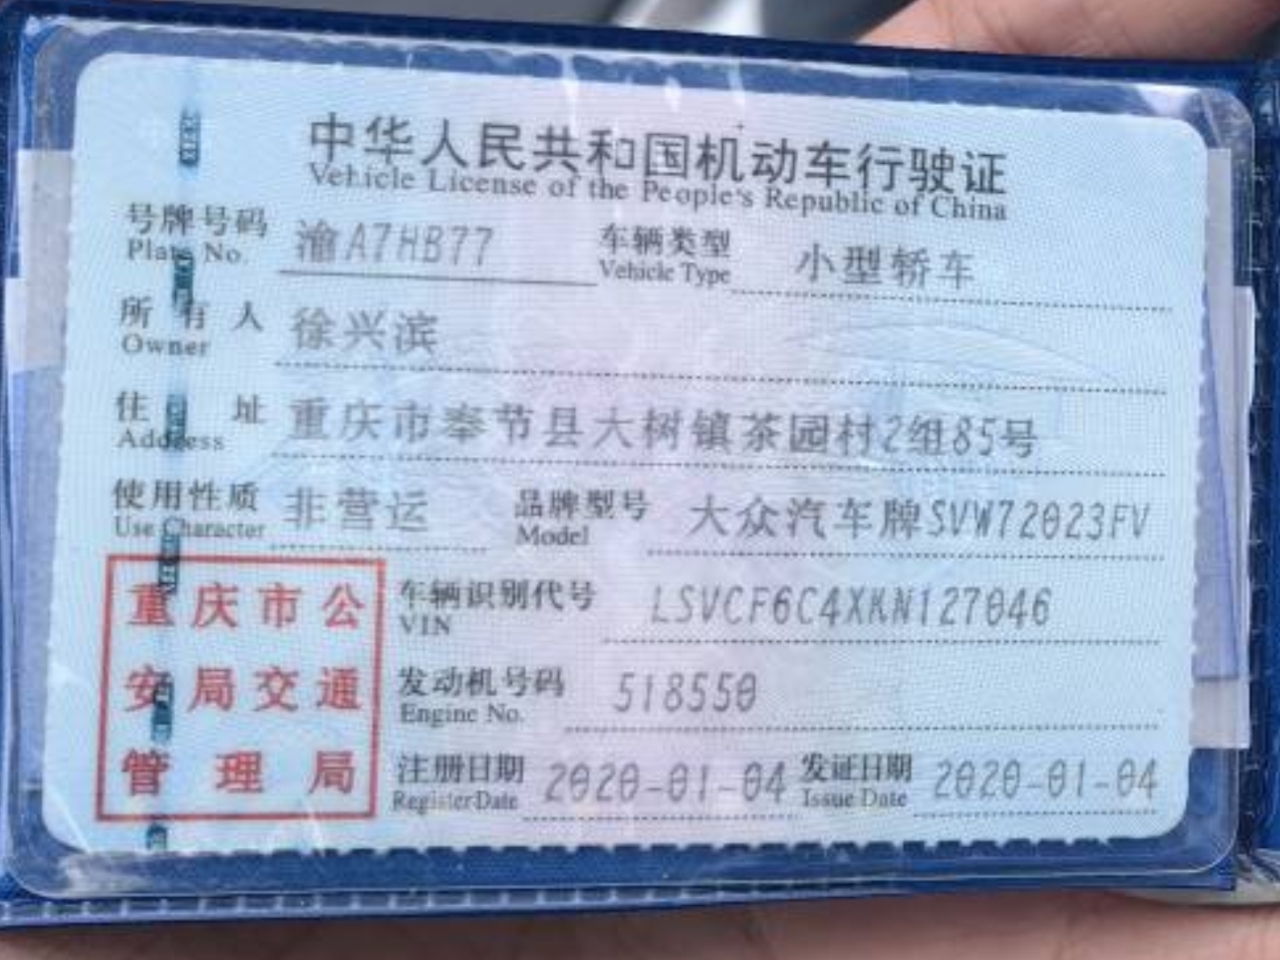 中华人民共和国机动车行驶证
Vehicle License of the People's Republic of China
号牌号码 渝A7HB77 车辆类型 小型轿车
Plate No. Vehicle Type
所有人 徐兴滨
Owner
住址 重庆市奉节县大树镇茶园村2组85号
Address
使用性质 非营运 品牌型号 大众汽车牌SVW72023FV
Use Character Model
重庆市公
安局交通
管理局
车辆识别代号 LSVCF6C4XKN127046
VIN
发动机号码 518550
Engine No.
注册日期 2020-01-04 发证日期 2020-01-04
Register Date Issue Date